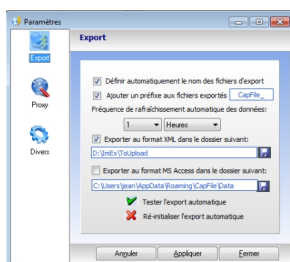 Paramètres
Export
Export
Proxy
Divers
Définir automatiquement le nom des fichiers d'export
Ajouter un préfixe aux fichiers exportés CapFile_
Fréquence de rafraîchissement automatique des données:
1 Heures
Exporter au format XML dans le dossier suivant:
D:\ImEx\ToUpload
Exporter au format MS Access dans le dossier suivant:
C:\Users\jean\AppData\Roaming\CapFile\Data
Tester l'export automatique
Ré-initialiser l'export automatique
Annuler Appliquer Fermer